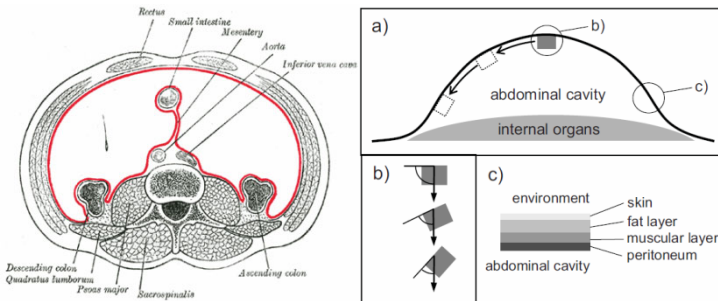 Rectus
Small intestine
Mesentery
Aorta
Inferior vena cava
Descending colon
Quadratus lumborum
Psoas major
Sacrospinalis
Ascending colon
a)
b)
c)
abdominal cavity
internal organs
b)
c)
environment
skin
fat layer
muscular layer
peritoneum
abdominal cavity